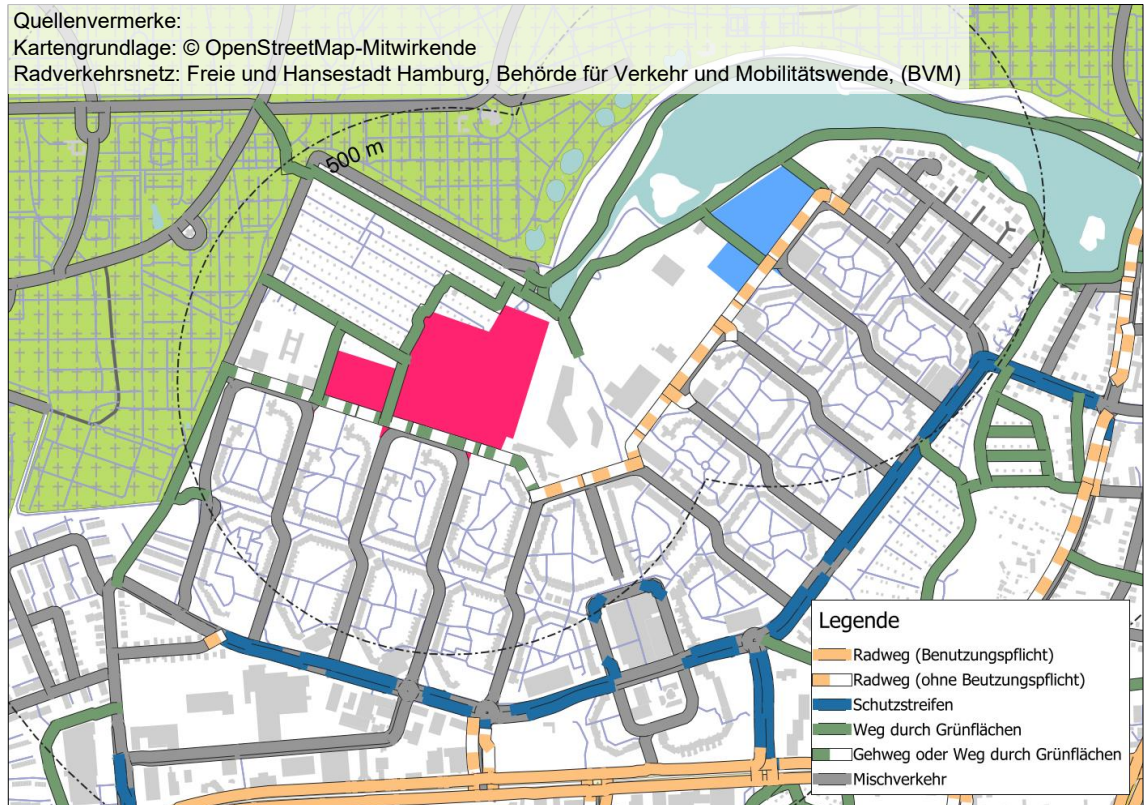 Quellenvermerke:
Kartengrundlage: © OpenStreetMap-Mitwirkende
Radverkehrsnetz: Freie und Hansestadt Hamburg, Behörde für Verkehr und Mobilitätswende, (BVM)
500 m
Legende
Radweg (Benutzungspflicht)
Radweg (ohne Beutzungspflicht)
Schutzstreifen
Weg durch Grünflächen
Gehweg oder Weg durch Grünflächen
Mischverkehr